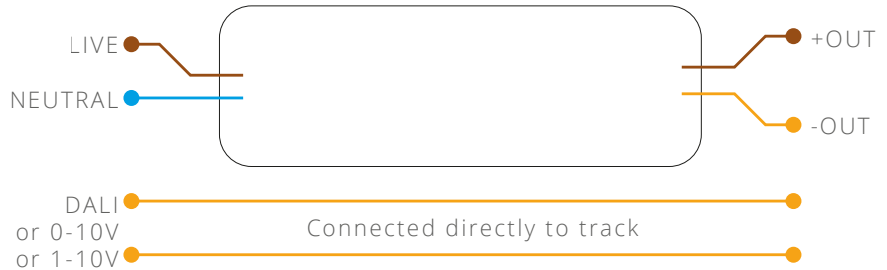 LIVE
+OUT
NEUTRAL
-OUT
DALI
or 0-10V
or 1-10V
Connected directly to track